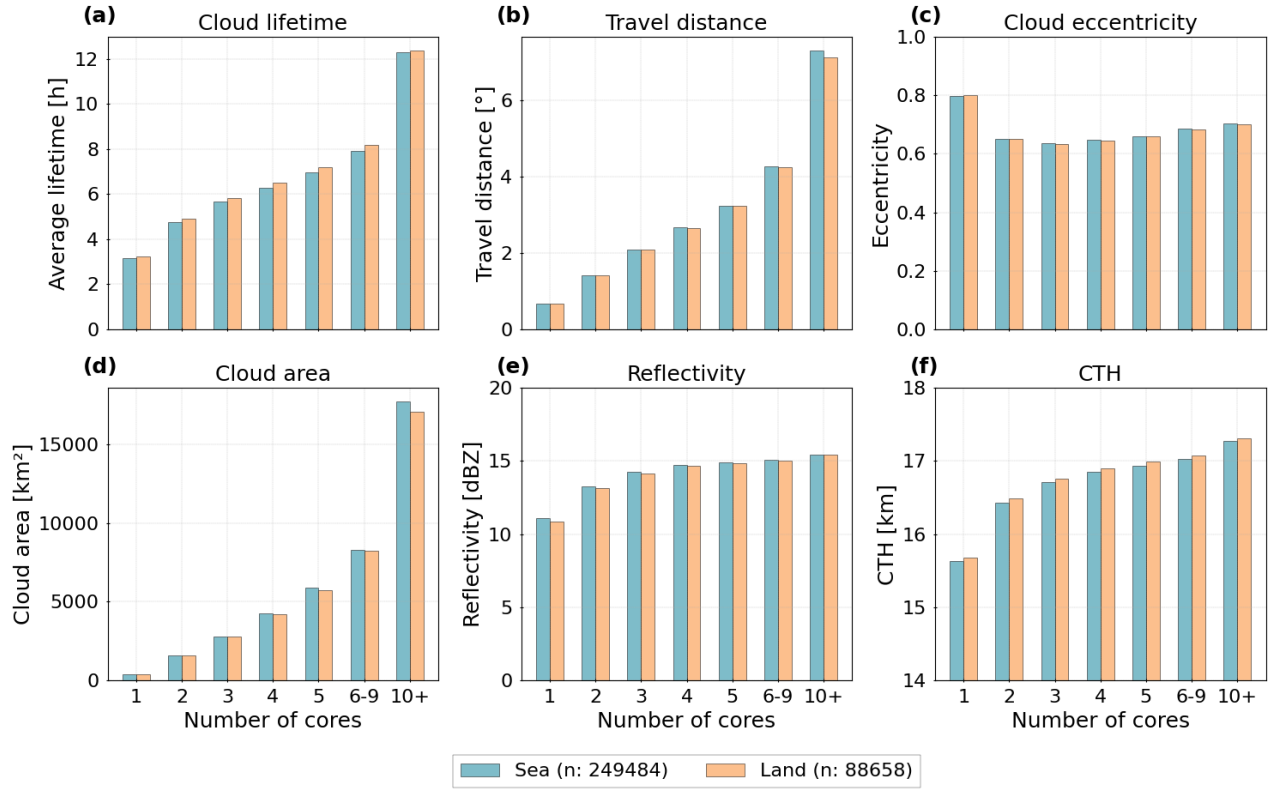 (a) Cloud lifetime
Average lifetime [h]
12
10
8
6
4
2
0
(b) Travel distance
Travel distance [°]
6
4
2
0
(c) Cloud eccentricity
Eccentricity
1.0
0.8
0.6
0.4
0.2
0.0
(d) Cloud area
Cloud area [km²]
15000
10000
5000
0
1 2 3 4 5 6-9 10+
Number of cores
(e) Reflectivity
Reflectivity [dBZ]
20
15
10
5
0
1 2 3 4 5 6-9 10+
Number of cores
(f) CTH
CTH [km]
18
17
16
15
14
1 2 3 4 5 6-9 10+
Number of cores
Sea (n: 249484) Land (n: 88658)